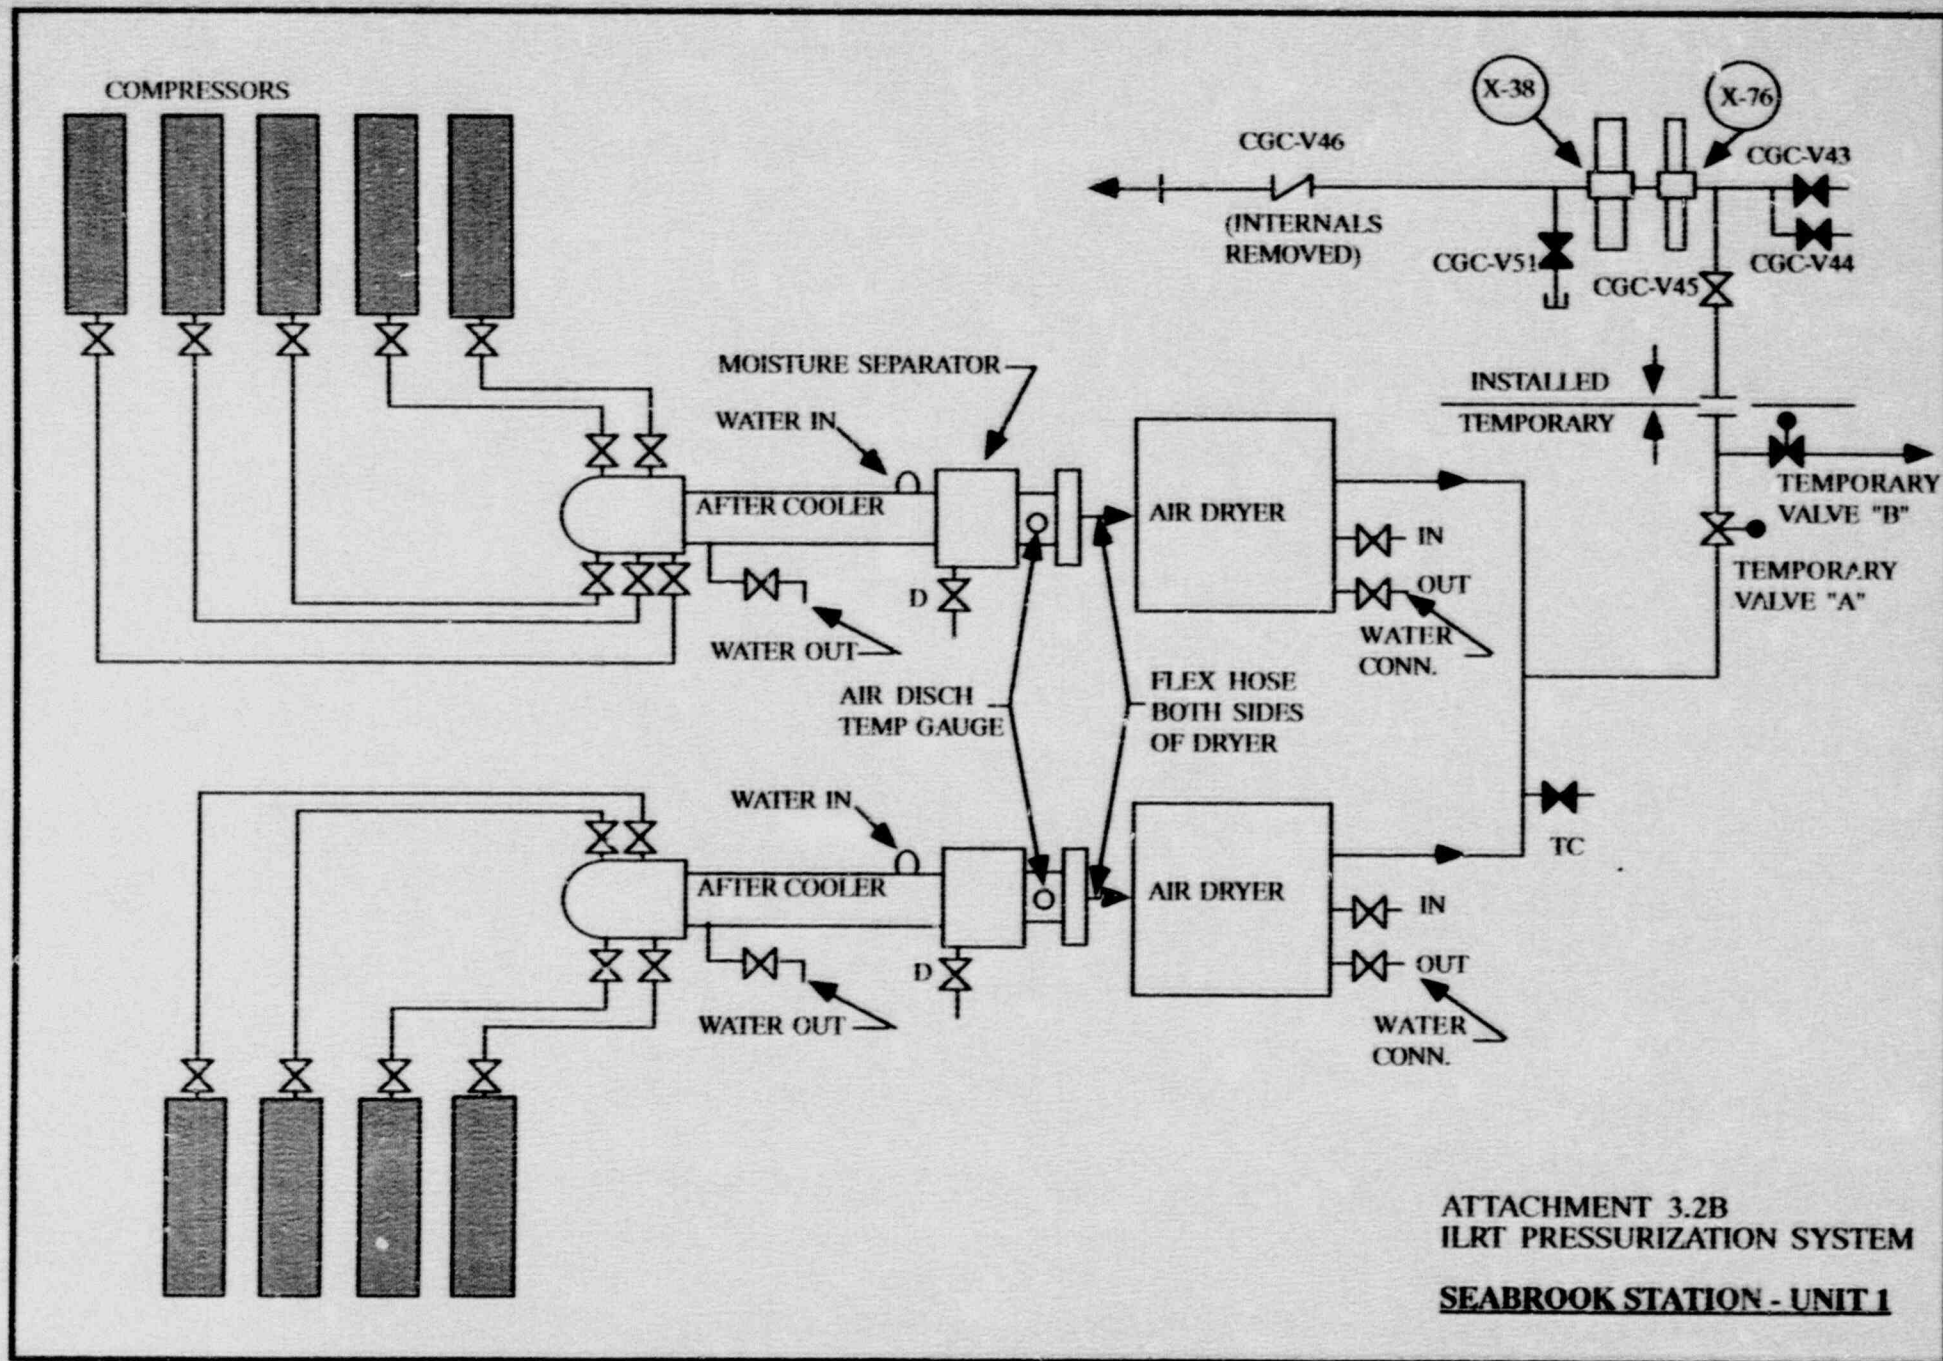 COMPRESSORS
X-38
X-76
CGC-V46
CGC-V43
(INTERNALS
REMOVED)
CGC-V51
CGC-V45
CGC-V44
MOISTURE SEPARATOR
INSTALLED
TEMPORARY
WATER IN
AFTER COOLER
AIR DRYER
IN
OUT
TEMPORARY
VALVE "B"
TEMPORARY
VALVE "A"
D
WATER OUT
WATER
CONN.
AIR DISCH
TEMP GAUGE
FLEX HOSE
BOTH SIDES
OF DRYER
WATER IN
TC
AFTER COOLER
AIR DRYER
IN
OUT
D
WATER OUT
WATER
CONN.
ATTACHMENT 3.2B
ILRT PRESSURIZATION SYSTEM
SEABROOK STATION - UNIT 1